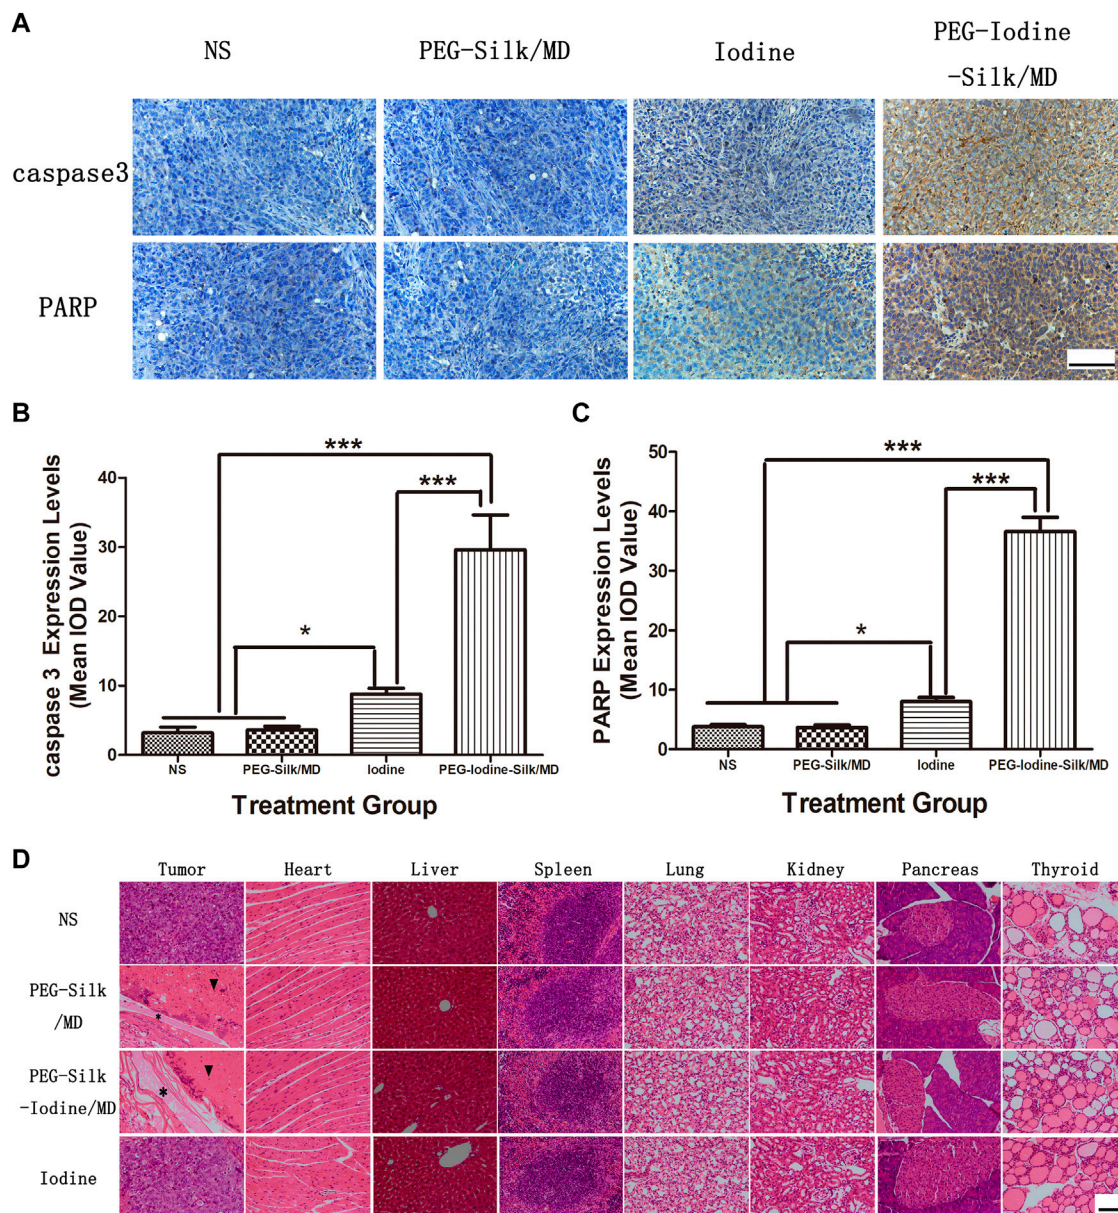 A
NS
PEG-Silk/MD
Iodine
PEG-Iodine
-Silk/MD
caspase3
PARP
B
caspase 3 Expression Levels
(Mean IOD Value)
40
30
20
10
0
***
***
*
NS
PEG-Silk/MD
Iodine
PEG-Iodine-Silk/MD
Treatment Group
C
PARP Expression Levels
(Mean IOD Value)
50
40
30
20
10
0
***
***
*
NS
PEG-Silk/MD
Iodine
PEG-Iodine-Silk/MD
Treatment Group
D
Tumor Heart Liver Spleen Lung Kidney Pancreas Thyroid
NS
PEG-Silk
/MD
*
PEG-Silk
-Iodine/MD
*
Iodine